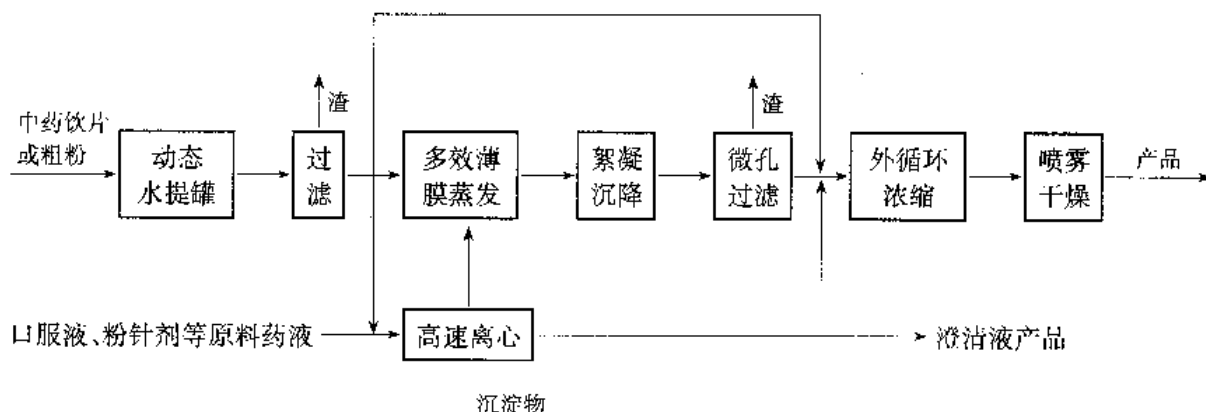 渣
渣
中药饮片
或粗粉
动态
水提罐
过
滤
多效薄
膜蒸发
絮凝
沉降
微孔
过滤
外循环
浓缩
喷雾
干燥
产品
口服液、粉针剂等原料药液
高速离心
澄洁液产品
沉淀物